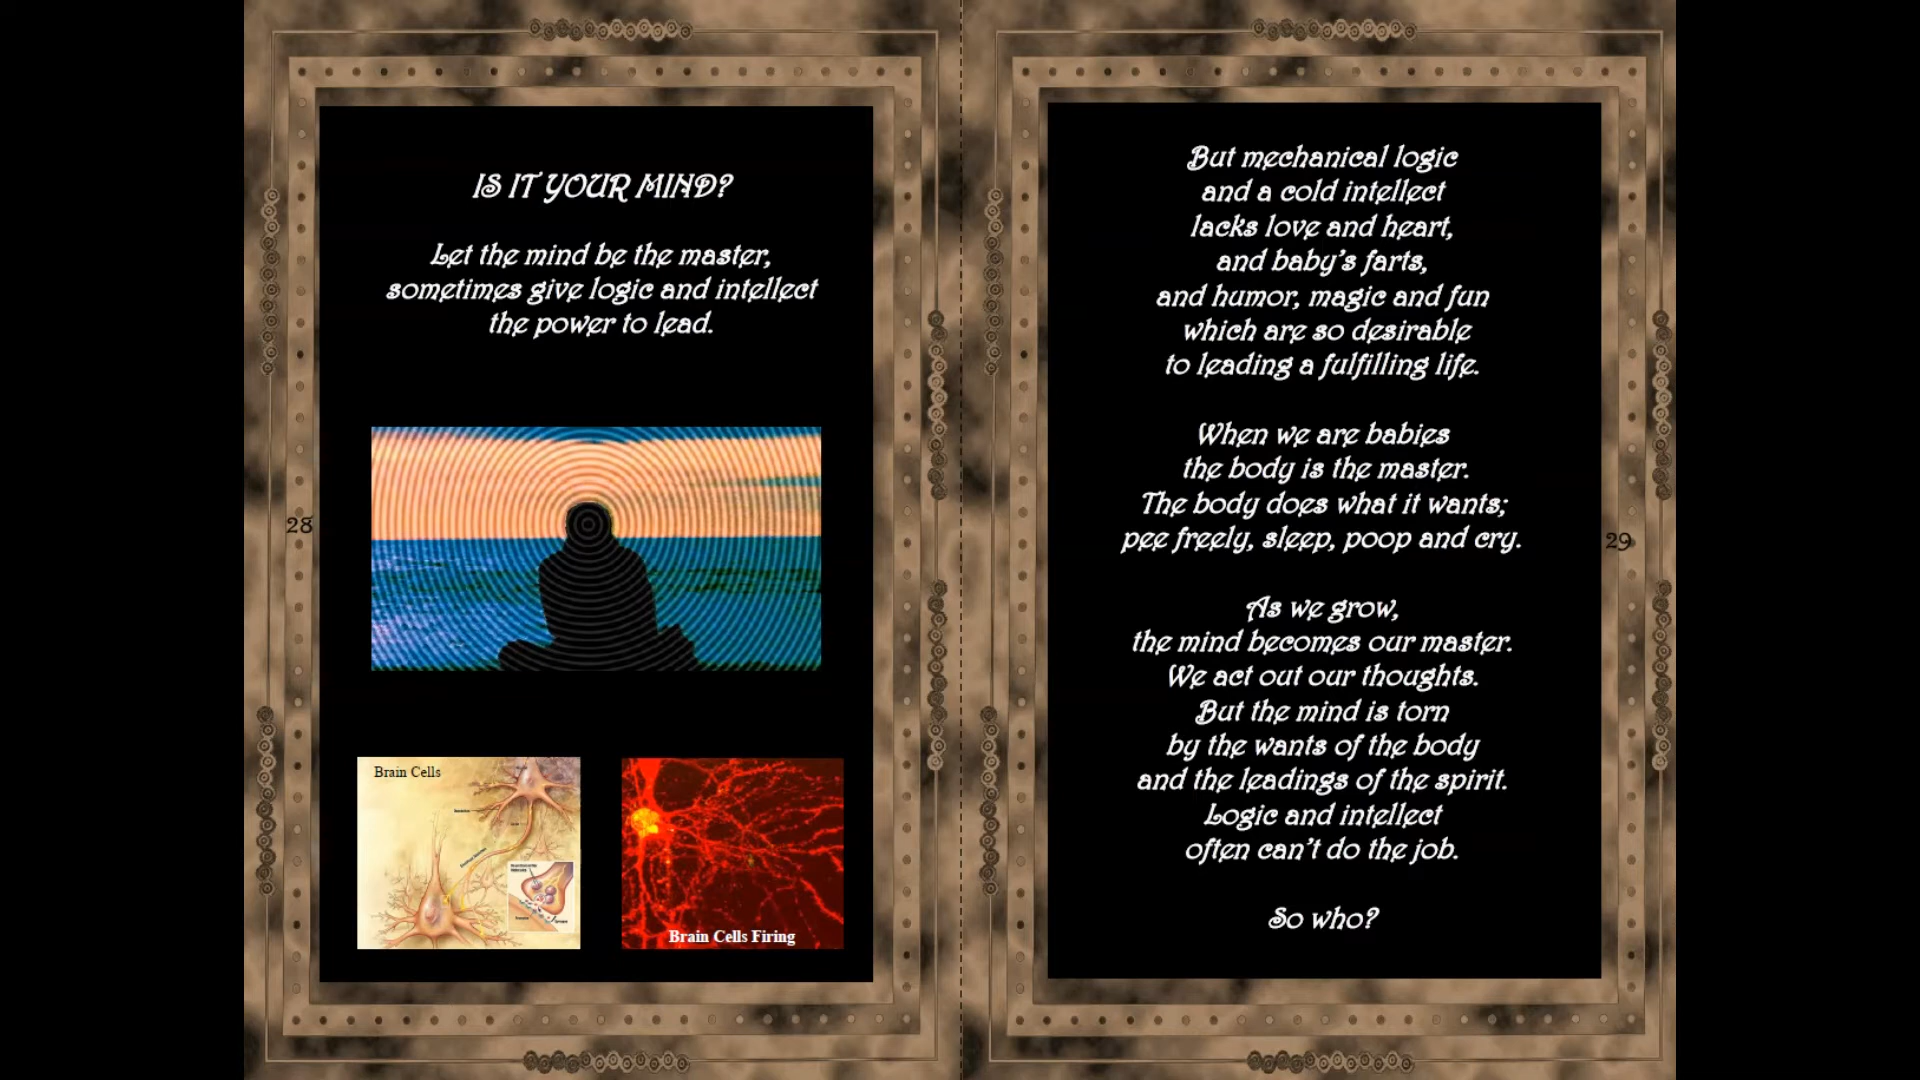 IS IT YOUR MIND?
Let the mind be the master,
sometimes give logic and intellect
the power to lead.
28
Brain Cells
Brain Cells Firing
But mechanical logic
and a cold intellect
lacks love and heart,
and baby's farts,
and humor, magic and fun
which are so desirable
to leading a fulfilling life.
When we are babies
the body is the master.
The body does what it wants;
pee freely, sleep, poop and cry.
As we grow,
the mind becomes our master.
We act out our thoughts.
But the mind is torn
by the wants of the body
and the leadings of the spirit.
Logic and intellect
often can't do the job.
So who?
29